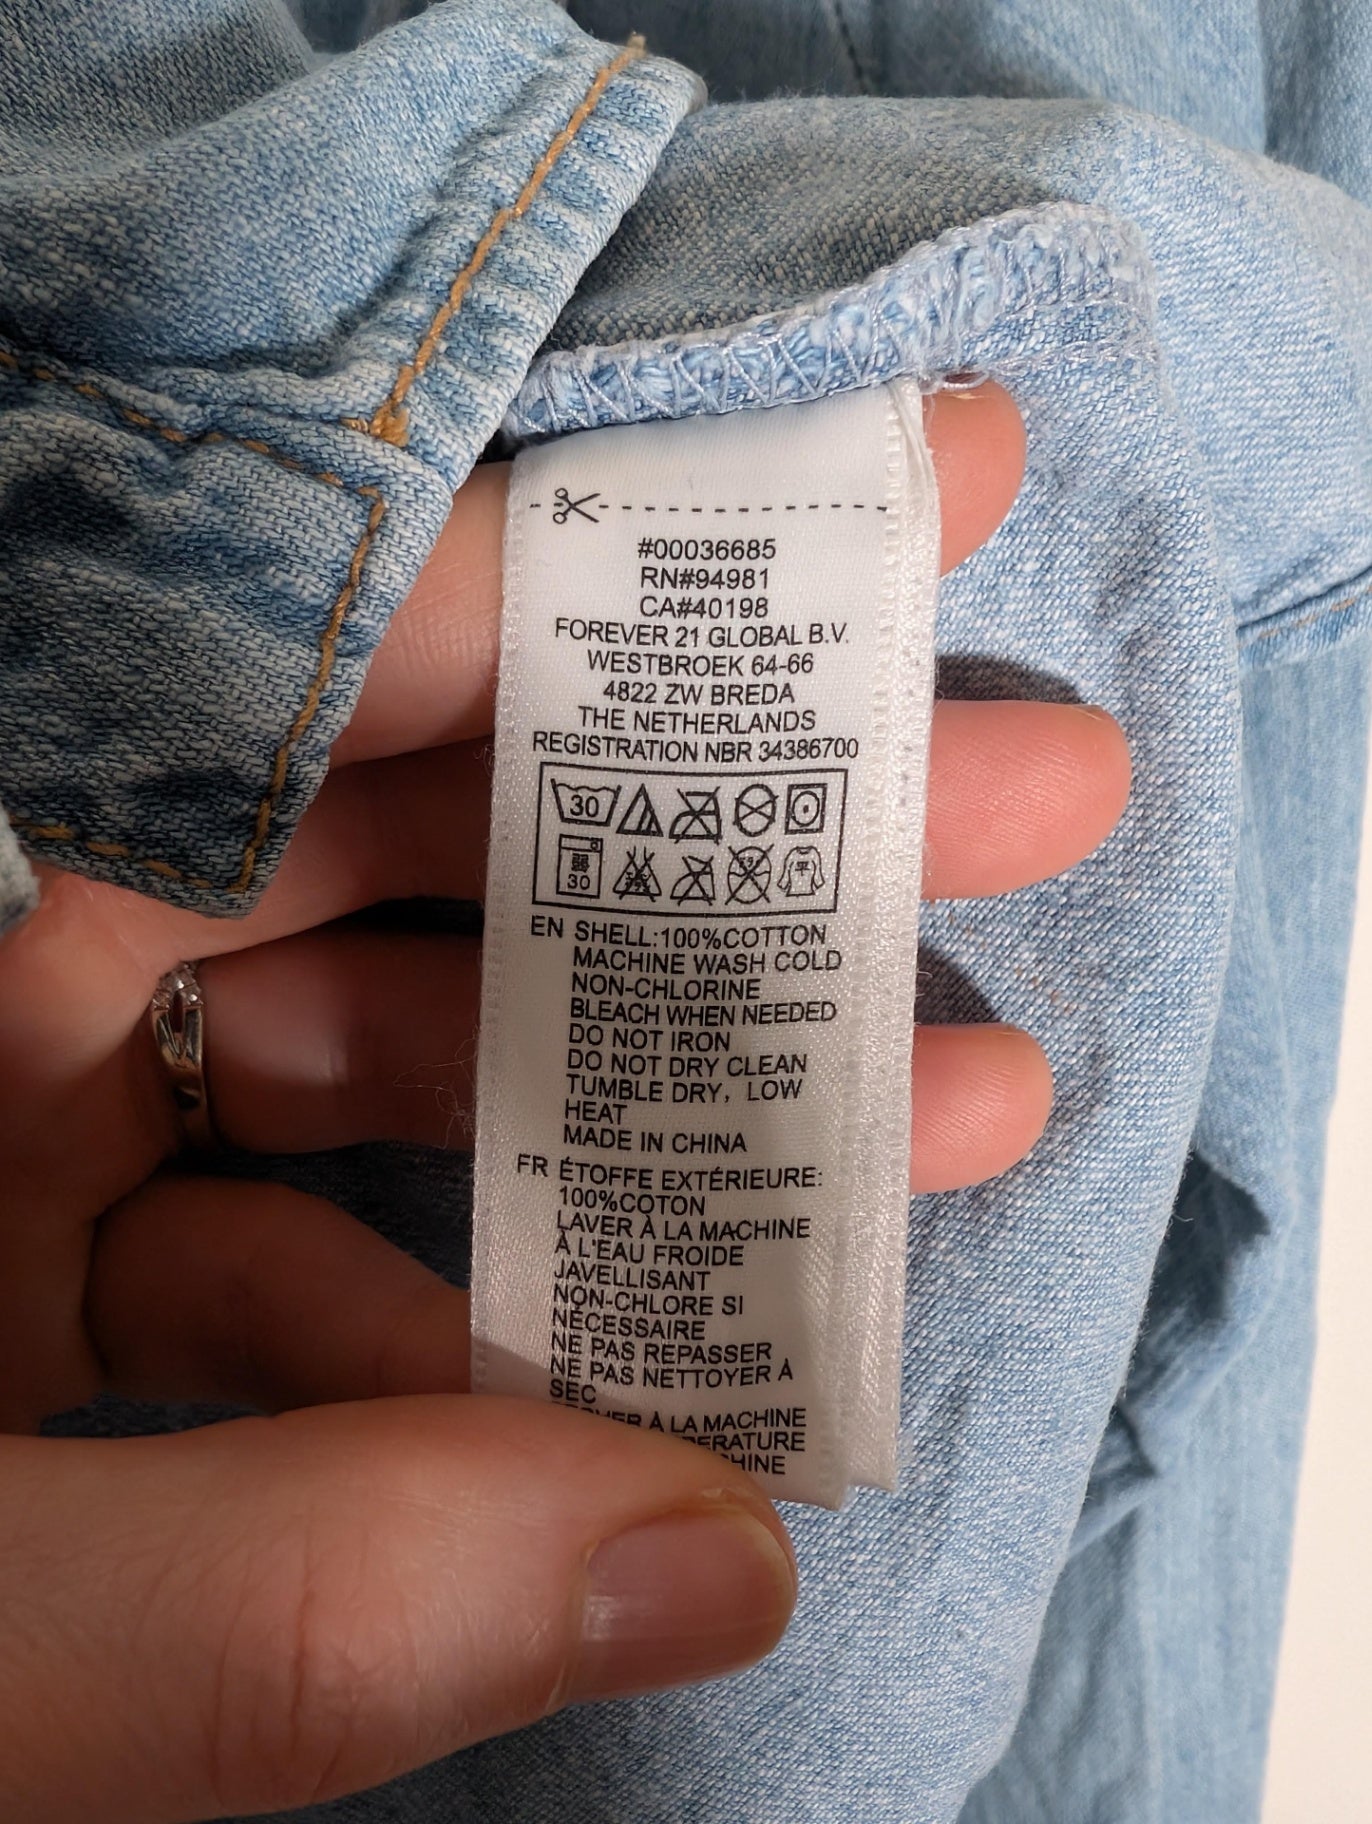 #00036685
RN#94981
CA#40198
FOREVER 21 GLOBAL B.V.
WESTBROEK 64-66
4822 ZW BREDA
THE NETHERLANDS
REGISTRATION NBR 34386700
30
30
EN SHELL:100%COTTON
MACHINE WASH COLD
NON-CHLORINE
BLEACH WHEN NEEDED
DO NOT IRON
DO NOT DRY CLEAN
TUMBLE DRY, LOW
HEAT
MADE IN CHINA
FR ÉTOFFE EXTÉRIEURE:
100%COTON
LAVER À LA MACHINE
À L'EAU FROIDE
JAVELLISANT
NON-CHLORE SI
NÉCESSAIRE
NE PAS REPASSER
NE PAS NETTOYER À
SEC
À LA MACHINE